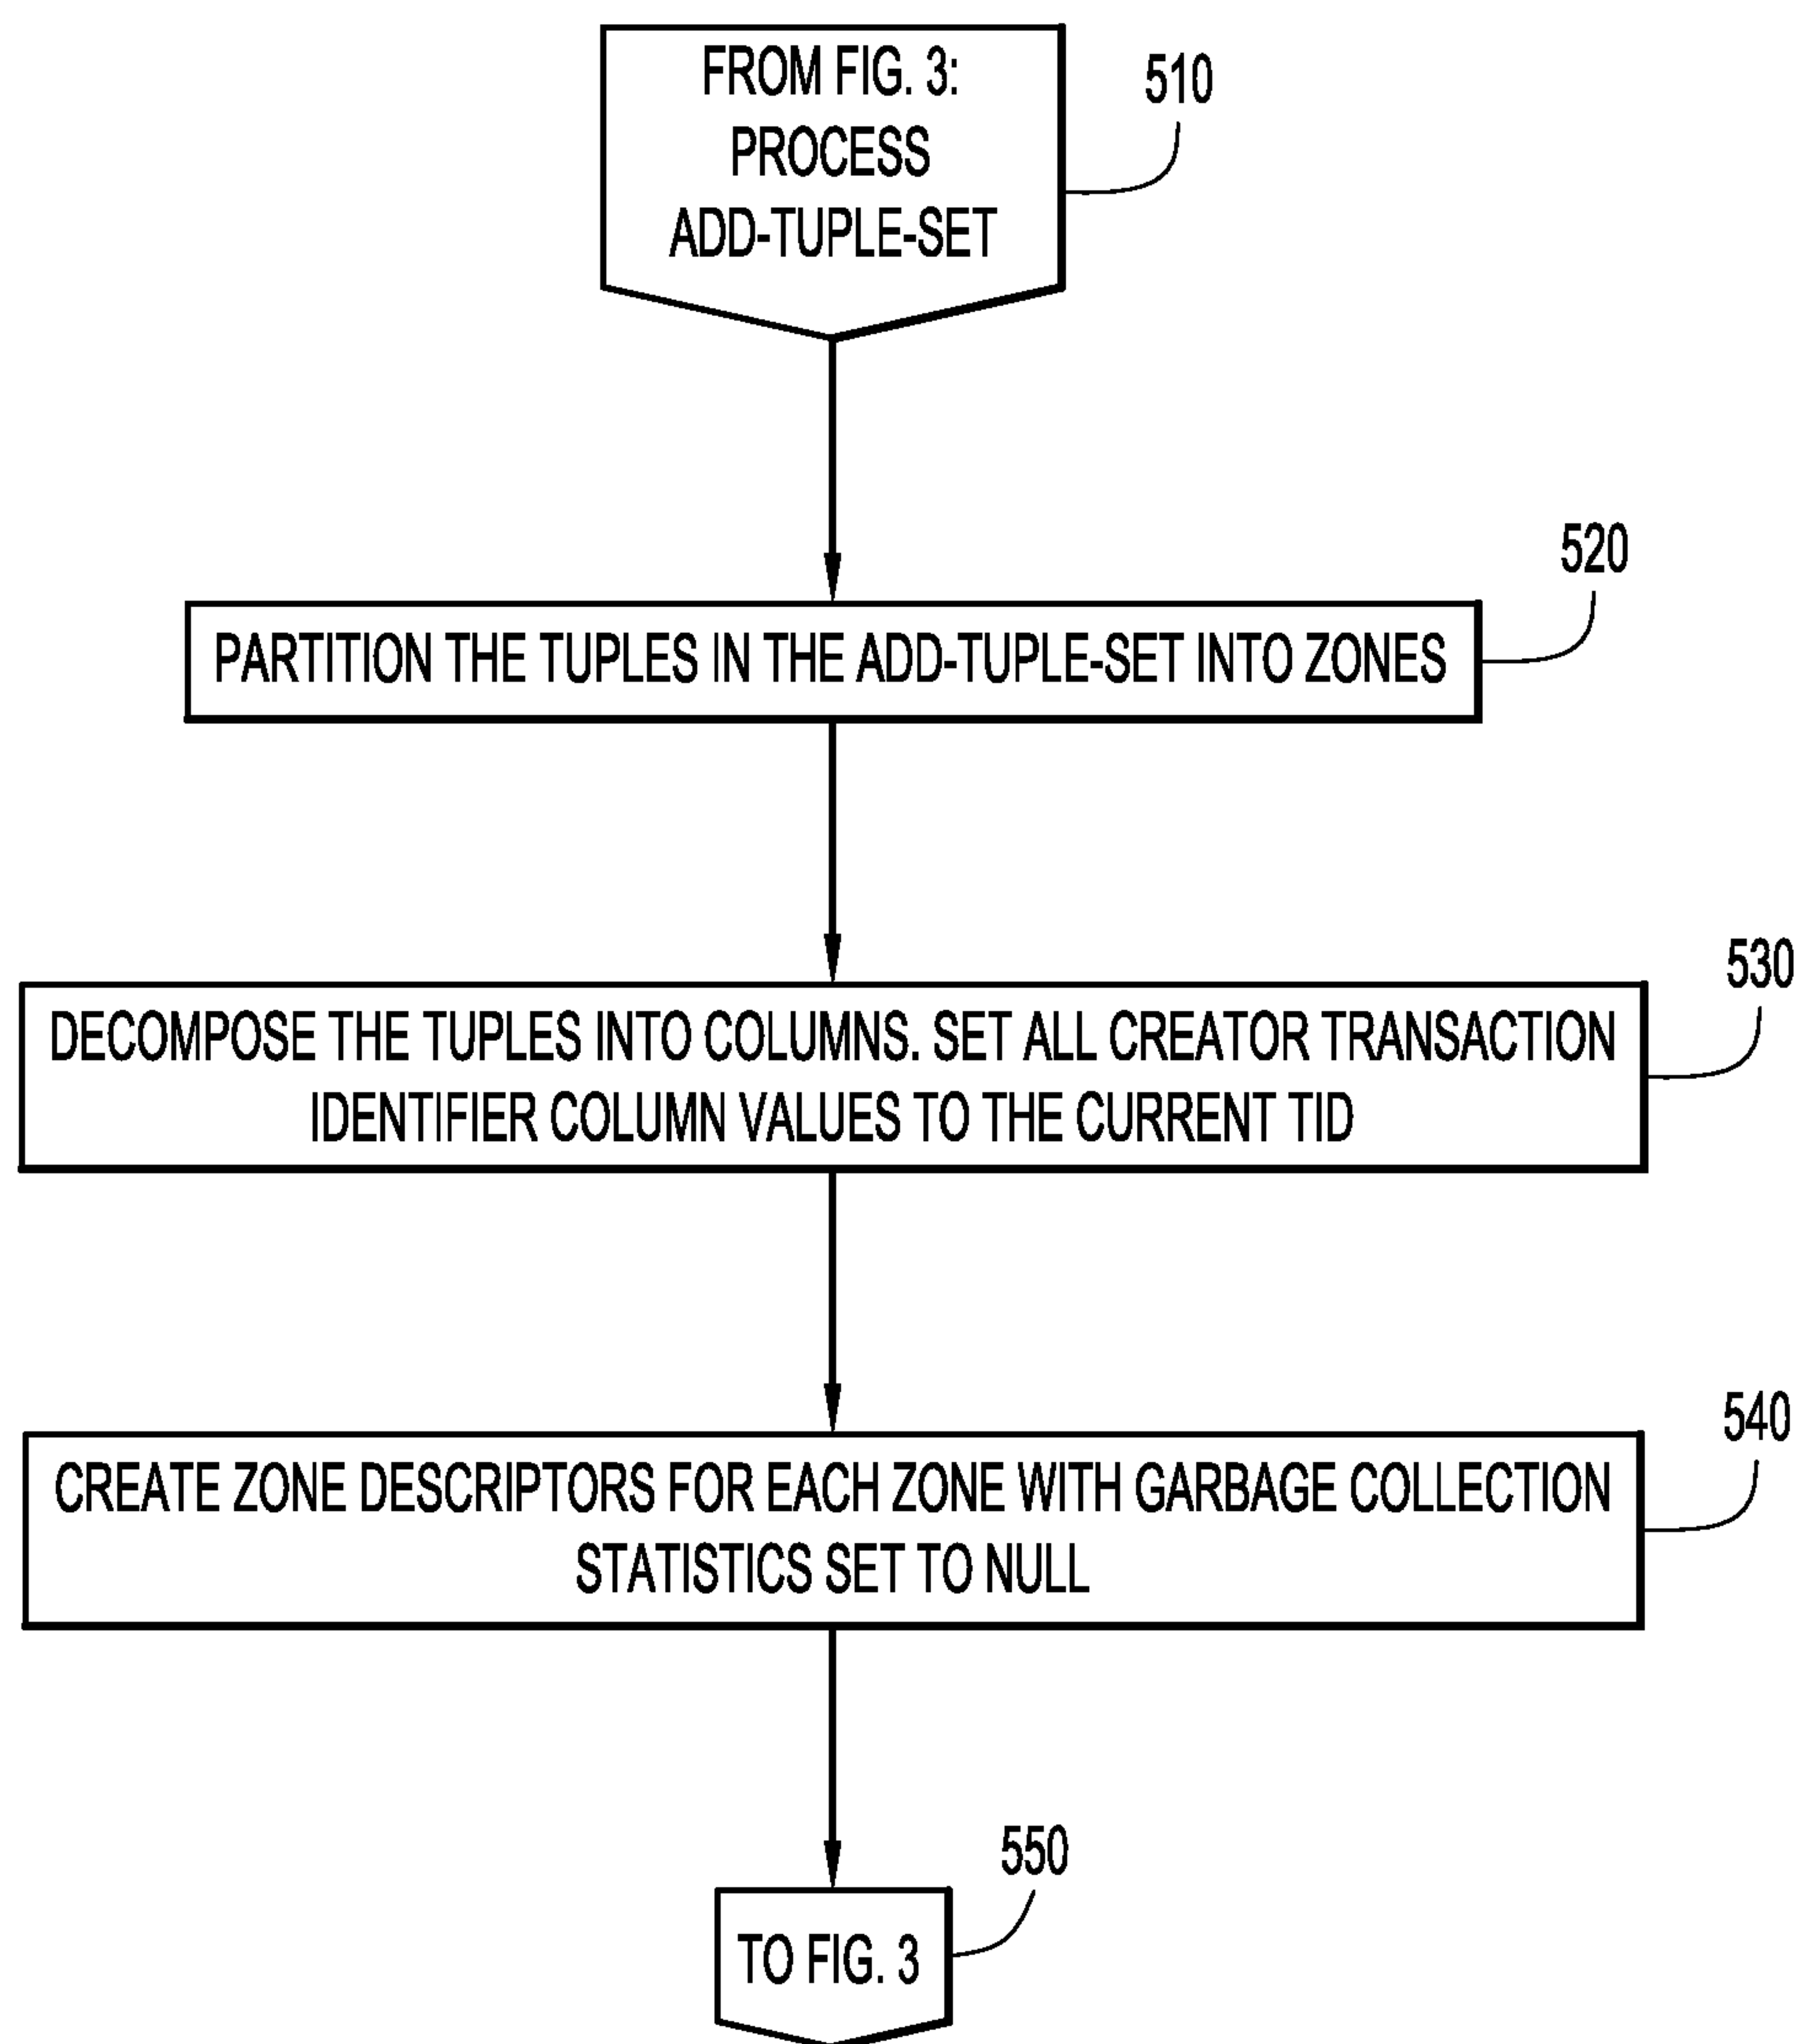 FROM FIG. 3:
PROCESS
ADD-TUPLE-SET
510
520
PARTITION THE TUPLES IN THE ADD-TUPLE-SET INTO ZONES
530
DECOMPOSE THE TUPLES INTO COLUMNS. SET ALL CREATOR TRANSACTION
IDENTIFIER COLUMN VALUES TO THE CURRENT TID
540
CREATE ZONE DESCRIPTORS FOR EACH ZONE WITH GARBAGE COLLECTION
STATISTICS SET TO NULL
550
TO FIG. 3